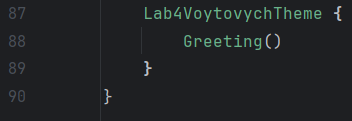 87 Lab4VoytovychTheme {
88 Greeting()
89 }
90 }